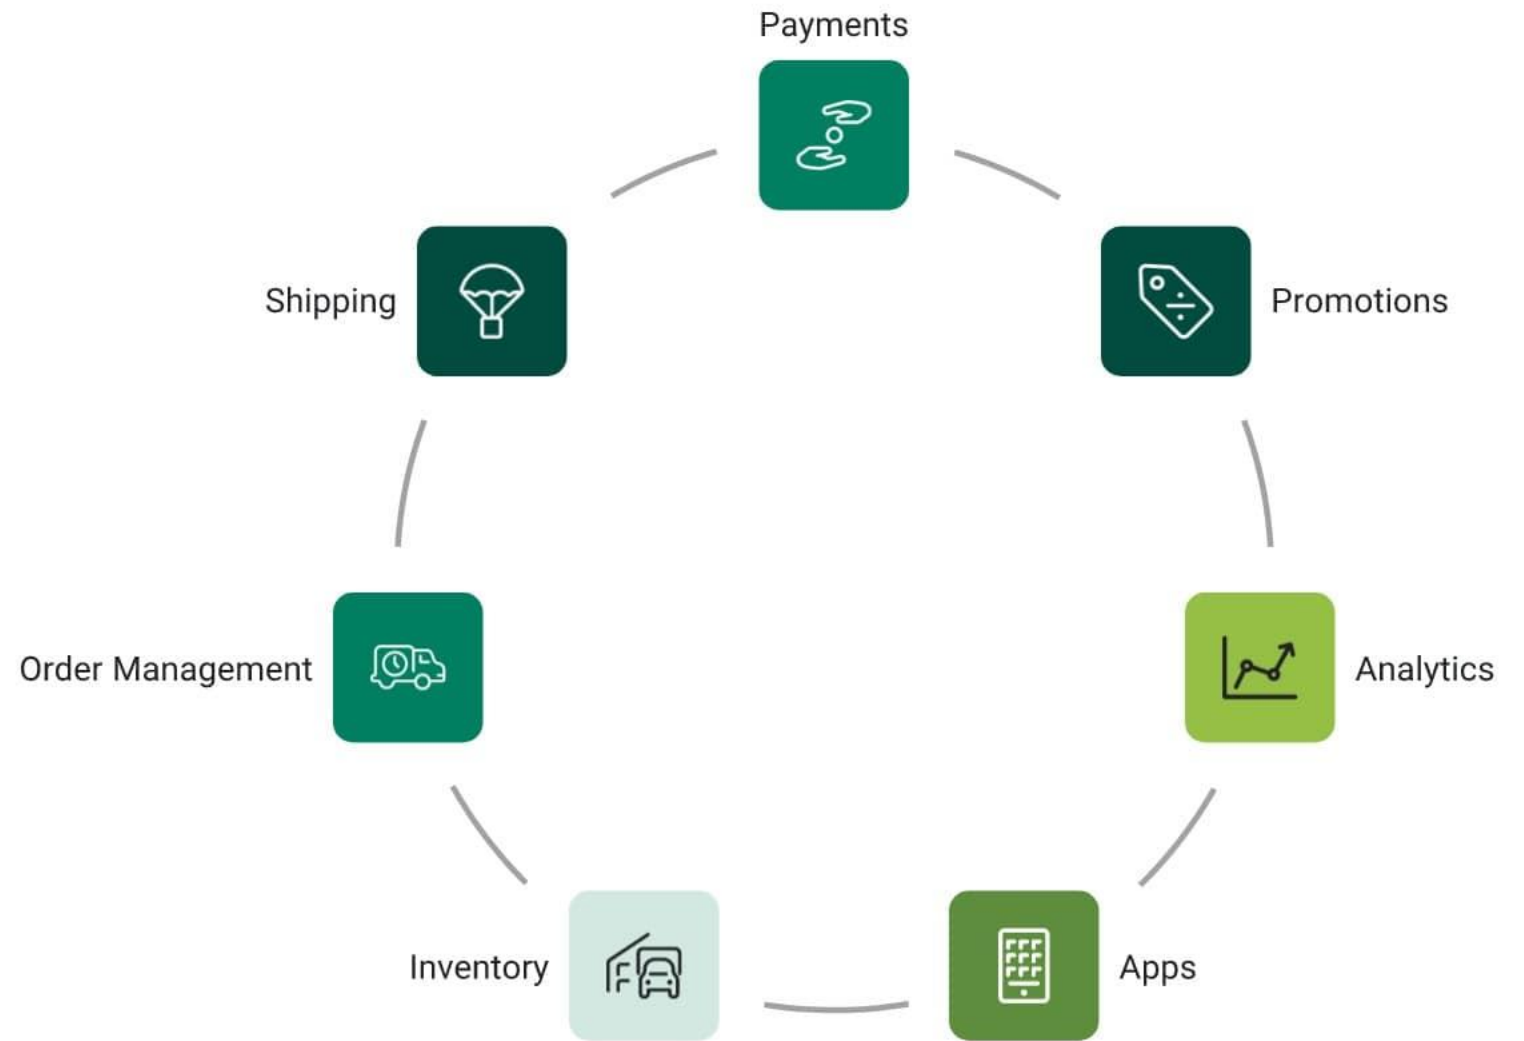 Payments
Shipping
Promotions
Order Management
Analytics
Inventory
Apps